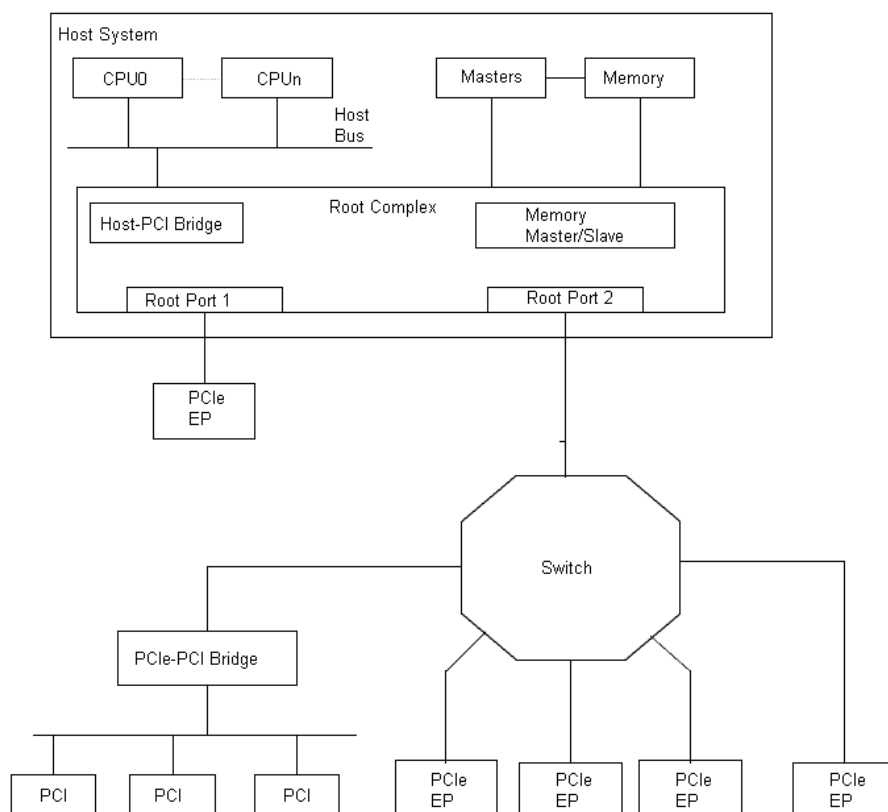 Host System
CPU0
CPUn
Masters
Memory
Host
Bus
Root Complex
Host-PCI Bridge
Memory
Master/Slave
Root Port 1
Root Port 2
PCIe
EP
Switch
PCIe-PCI Bridge
PCI
PCI
PCI
PCIe
EP
PCIe
EP
PCIe
EP
PCIe
EP